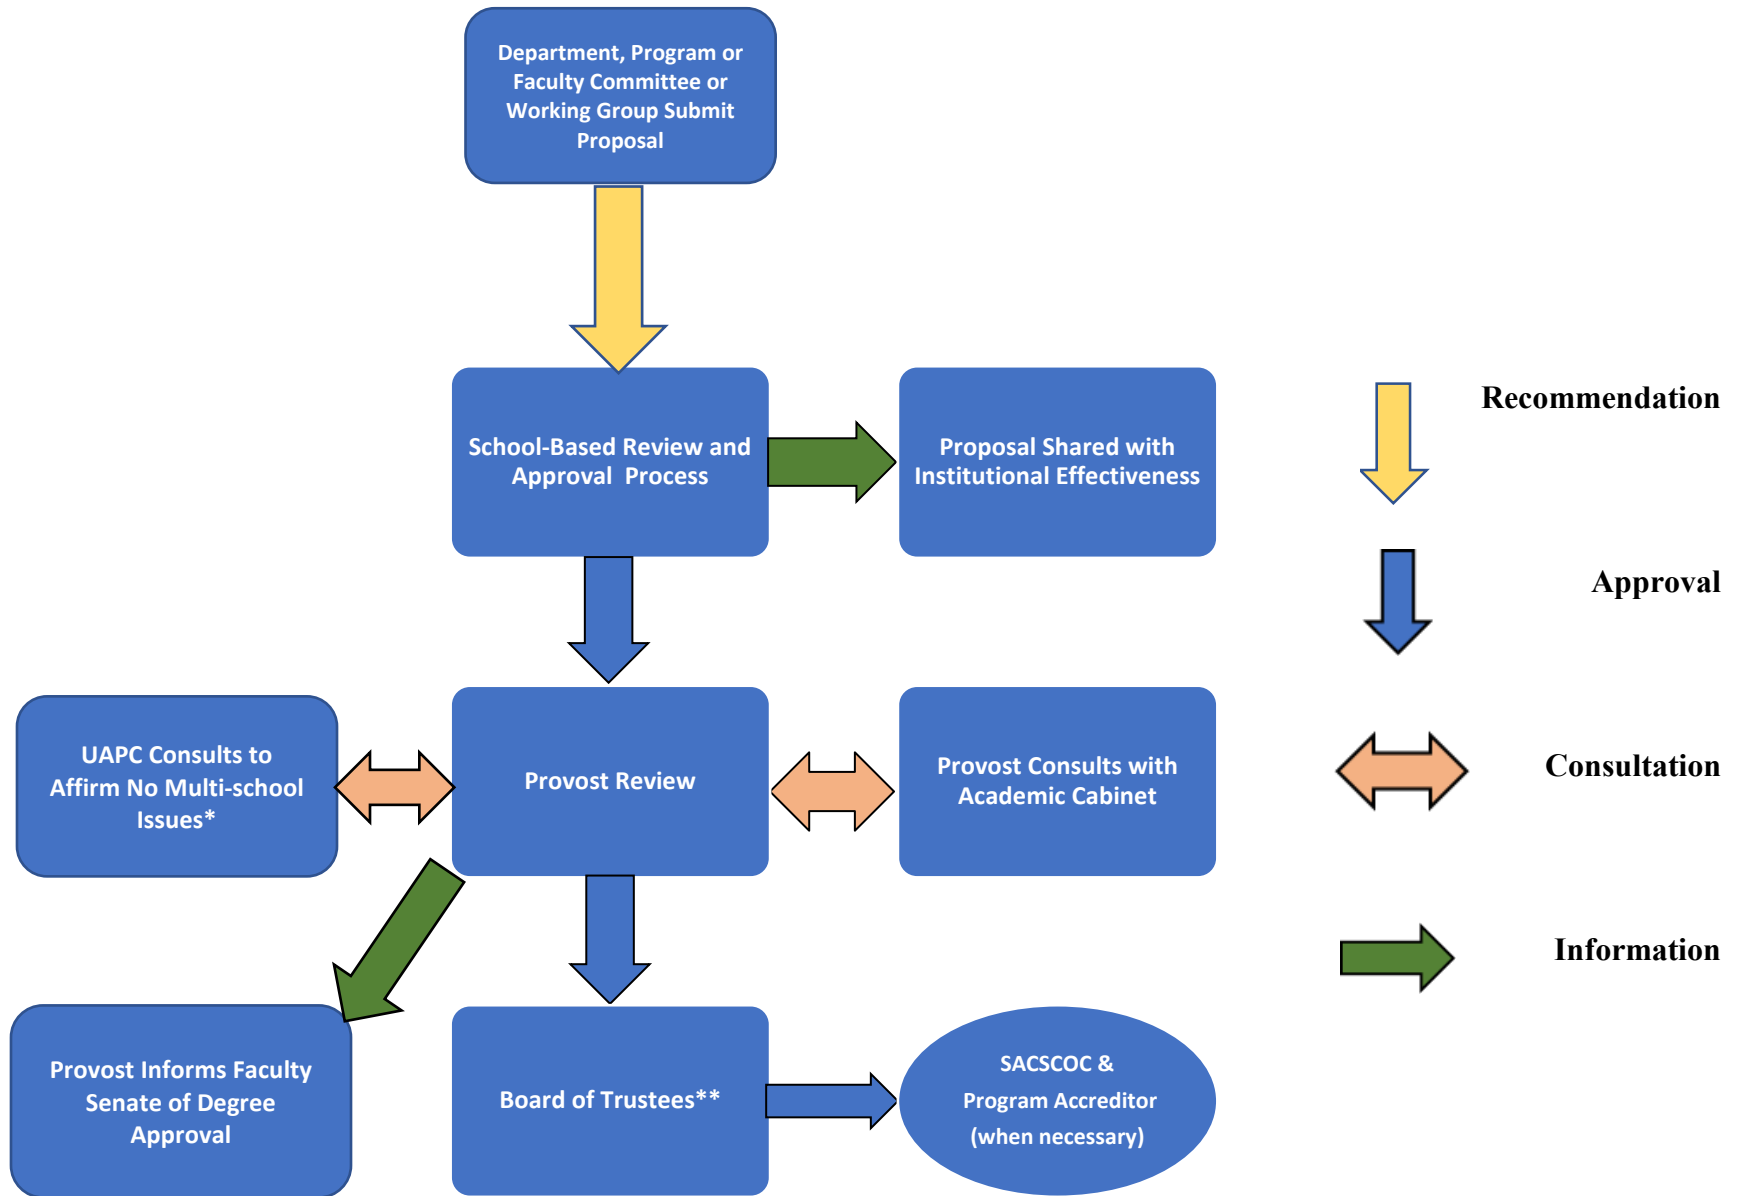 Department, Program or
Faculty Committee or
Working Group Submit
Proposal
School-Based Review and
Approval Process
Proposal Shared with
Institutional Effectiveness
Recommendation
Approval
UAPC Consults to
Affirm No Multi-school
Issues*
Provost Review
Provost Consults with
Academic Cabinet
Consultation
Information
Provost Informs Faculty
Senate of Degree
Approval
Board of Trustees**
SACSCOC &
Program Accreditor
(when necessary)